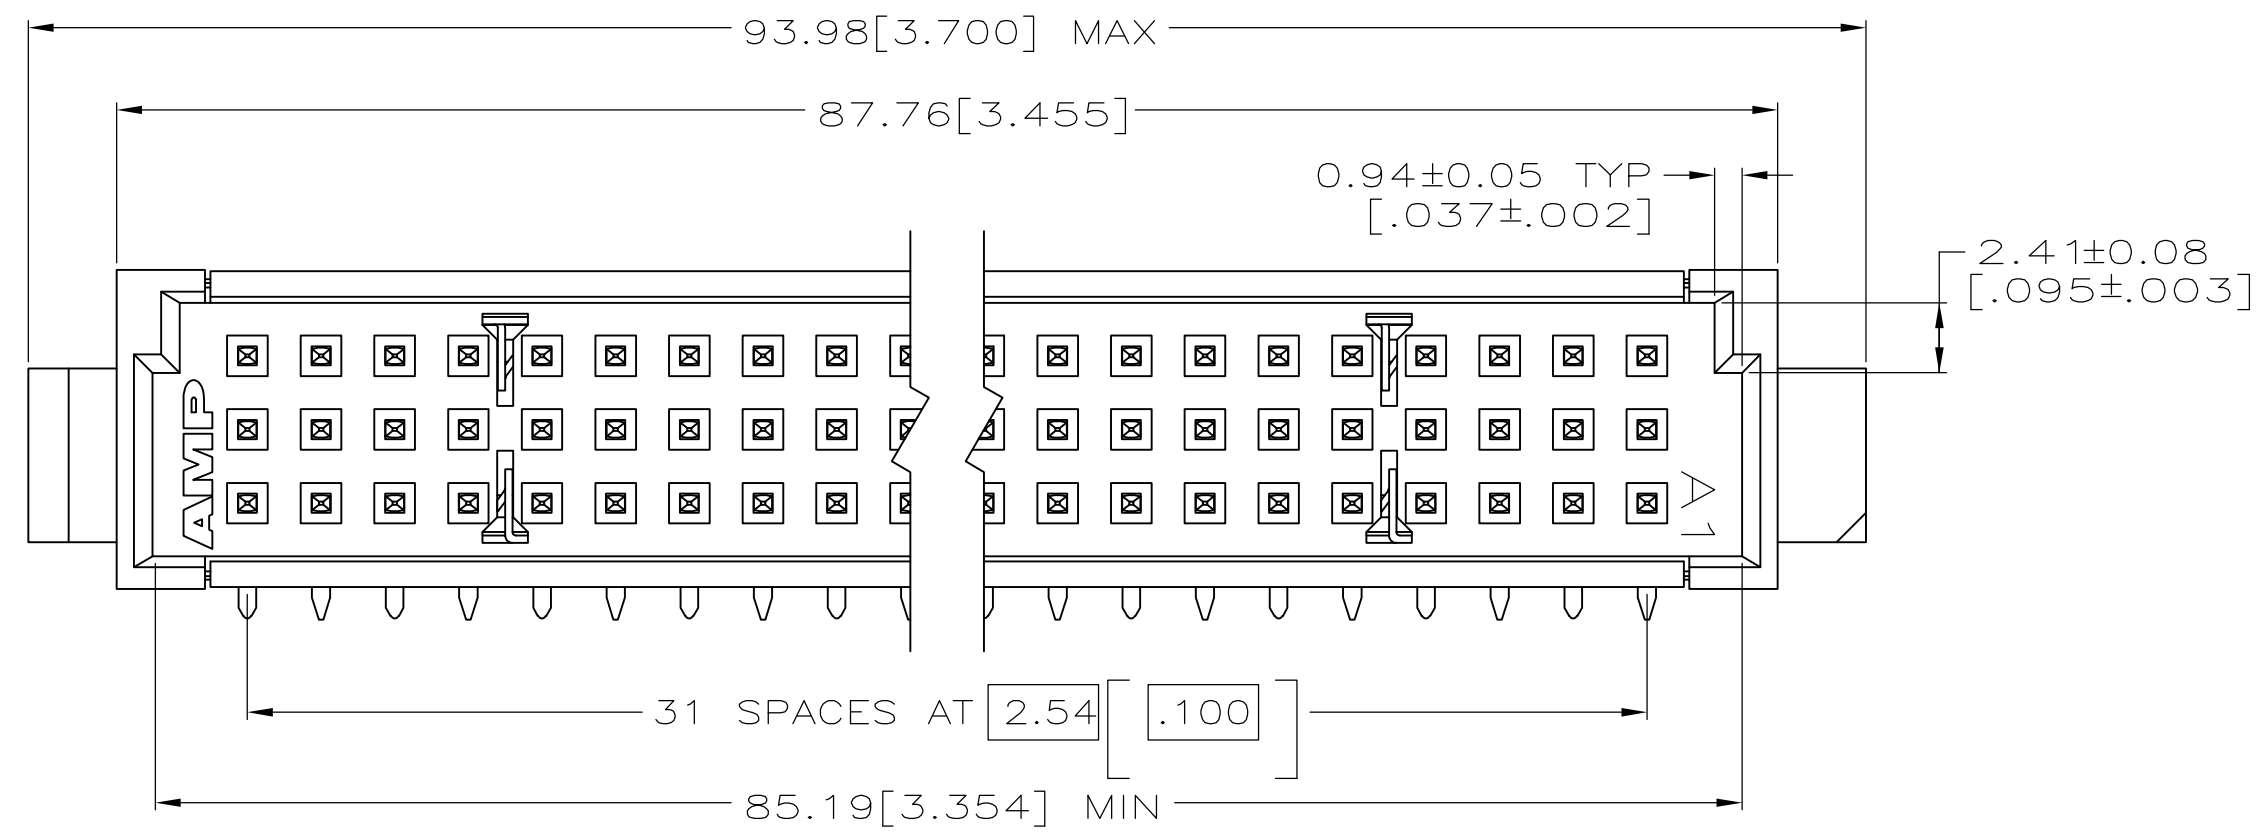 93.98[3.700] MAX
87.76[3.455]
0.94±0.05 TYP
[.037±.002]
2.41±0.08
[.095±.003]
AMP
A1
31 SPACES AT 2.54[.100]
85.19[3.354] MIN